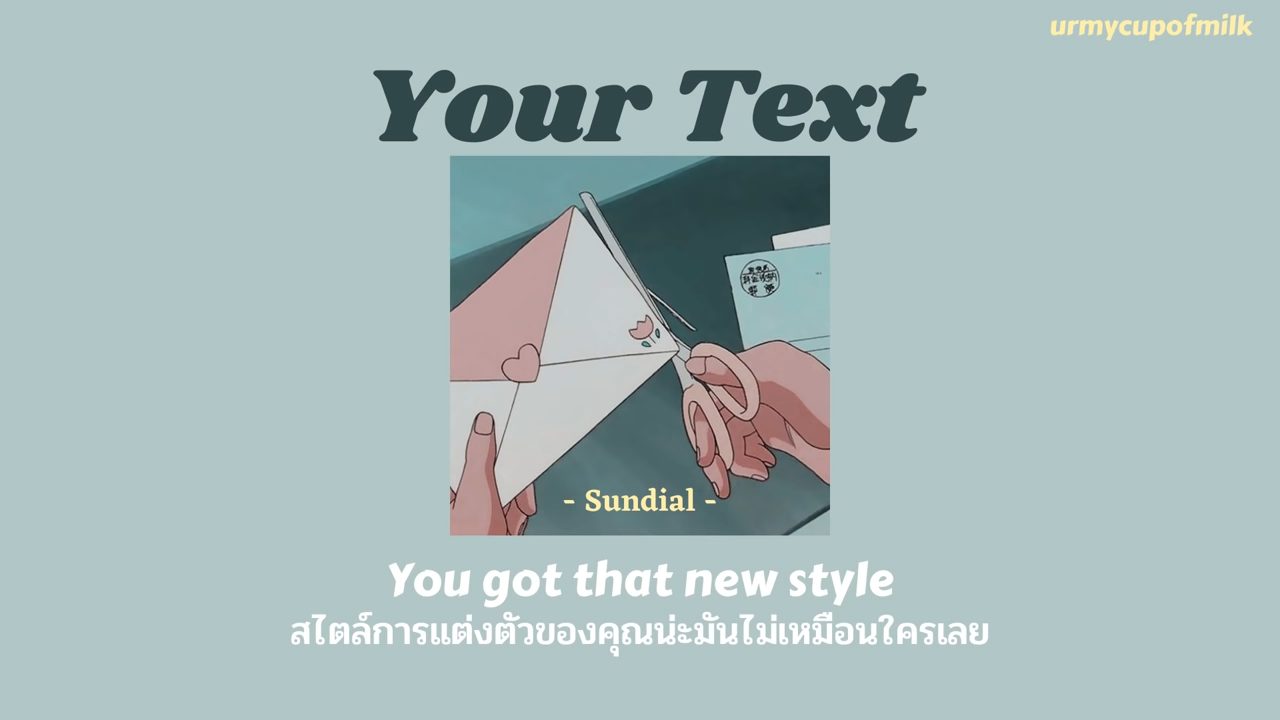 urmycupofmilk
Your Text
- Sundial -
You got that new style
สไตล์การแต่งตัวของคุณน่ะมันไม่เหมือนใครเลย